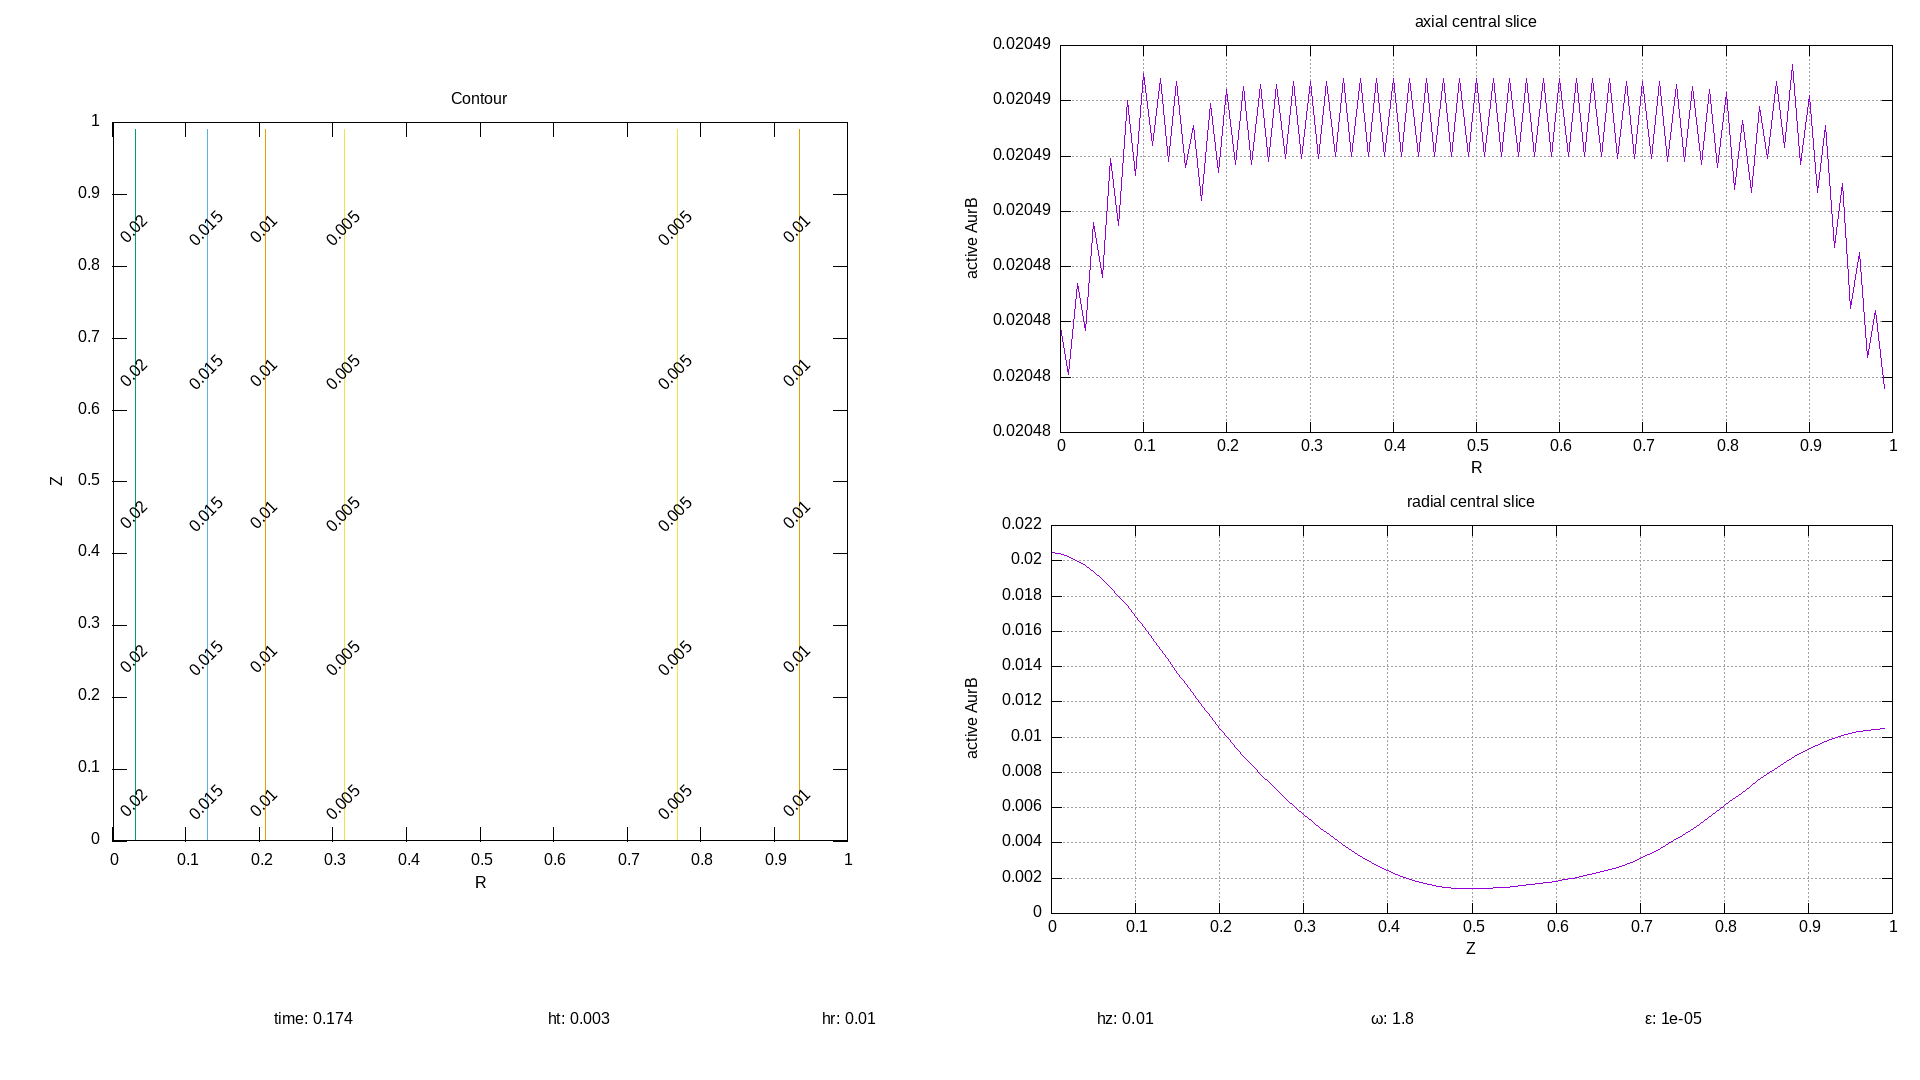 Contour
1
0.9
0.8
0.7
0.6
0.5
0.4
0.3
0.2
0.1
0
Z
0.02 0.015 0.01 0.005 0.005 0.01
0.02 0.015 0.01 0.005 0.005 0.01
0.02 0.015 0.01 0.005 0.005 0.01
0.02 0.015 0.01 0.005 0.005 0.01
0.02 0.015 0.01 0.005 0.005 0.01
0 0.1 0.2 0.3 0.4 0.5 0.6 0.7 0.8 0.9 1
R
axial central slice
0.02049
0.02049
0.02049
0.02049
0.02048
0.02048
0.02048
0.02048
active AurB
0 0.1 0.2 0.3 0.4 0.5 0.6 0.7 0.8 0.9 1
R
radial central slice
0.022
0.02
0.018
0.016
0.014
0.012
0.01
0.008
0.006
0.004
0.002
0
active AurB
0 0.1 0.2 0.3 0.4 0.5 0.6 0.7 0.8 0.9 1
Z
time: 0.174 ht: 0.003 hr: 0.01 hz: 0.01 ω: 1.8 ε: 1e-05